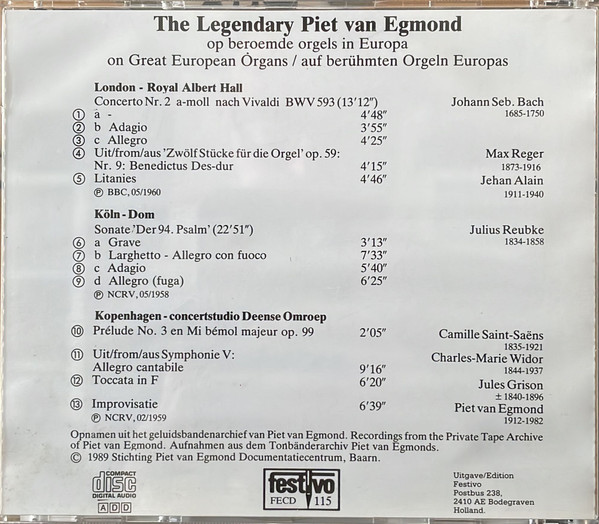 The Legendary Piet van Egmond
op beroemde orgels in Europa
on Great European Órgans / auf berühmten Orgeln Europas
London - Royal Albert Hall
Concerto Nr. 2 a-moll nach Vivaldi BWV 593 (13'12") Johann Seb. Bach
1685-1750
① a - 4'48"
② b Adagio 3'55"
③ c Allegro 4'25"
④ Uit/from/aus 'Zwölf Stücke für die Orgel' op. 59: Max Reger
Nr. 9: Benedictus Des-dur 4'15" 1873-1916
⑤ Litanies 4'46" Jehan Alain
℗ BBC, 05/1960 1911-1940
Köln - Dom
Sonate 'Der 94. Psalm' (22'51") Julius Reubke
1834-1858
⑥ a Grave 3'13"
⑦ b Larghetto - Allegro con fuoco 7'33"
⑧ c Adagio 5'40"
⑨ d Allegro (fuga) 6'25"
℗ NCRV, 05/1958
Kopenhagen - concertstudio Deense Omroep
⑩ Prélude No. 3 en Mi bémol majeur op. 99 2'05" Camille Saint-Saëns
1835-1921
⑪ Uit/from/aus Symphonie V: Charles-Marie Widor
Allegro cantabile 9'16" 1844-1937
⑫ Toccata in F 6'20" Jules Grison
± 1840-1896
⑬ Improvisatie 6'39" Piet van Egmond
℗ NCRV, 02/1959 1912-1982
Opnamen uit het geluidsbandenarchief van Piet van Egmond. Recordings from the Private Tape Archive
of Piet van Egmond. Aufnahmen aus dem Tonbänderarchiv Piet van Egmonds.
© 1989 Stichting Piet van Egmond Documentatiecentrum, Baarn.
COMPACT
disc
DIGITAL AUDIO
A D D
festivo
FECD 115
Uitgave/Edition
Festivo
Postbus 238,
2410 AE Bodegraven
Holland.